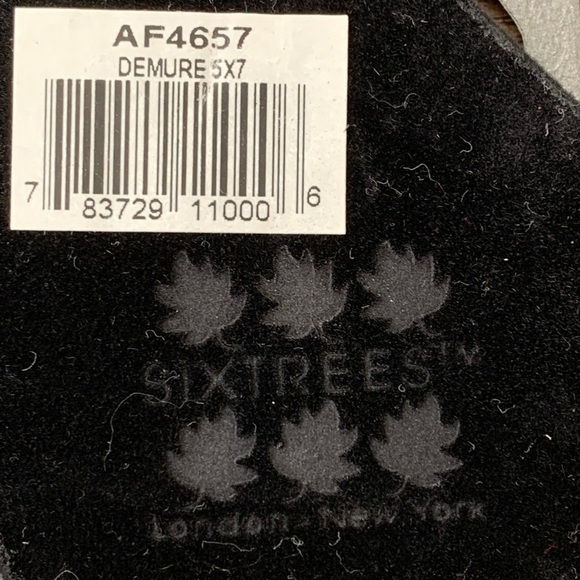 AF4657
DEMURE 5X7
7 83729 11000 6
SIXTREES™
London - New York